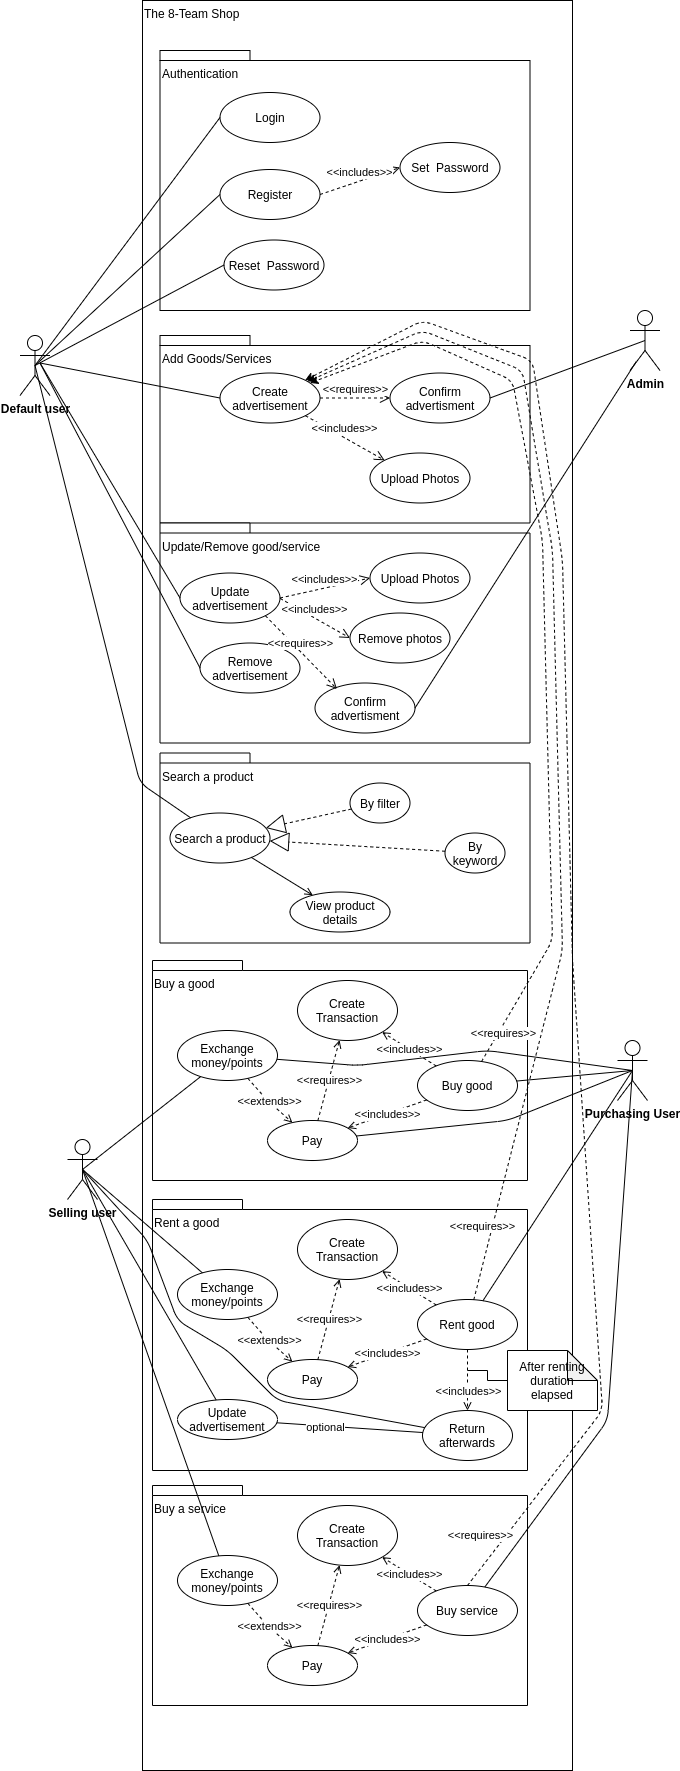 The 8-Team Shop
Authentication
Login
Register
<<includes>>
Set  Password
Reset  Password
Default user
Admin
Add Goods/Services
Create
advertisement
<<requires>>
Confirm
advertisment
<<includes>>
Upload Photos
Update/Remove good/service
Update
advertisement
<<includes>>
Upload Photos
<<includes>>
Remove photos
<<requires>>
Remove
advertisement
Confirm
advertisment
Search a product
Search a product
By filter
By
keyword
View product
details
Buy a good
Create
Transaction
Exchange
money/points
<<includes>>
<<requires>>
<<requires>>
Buy good
<<extends>>
<<includes>>
Pay
Purchasing User
Selling user
Rent a good
Create
Transaction
<<requires>>
Exchange
money/points
<<includes>>
<<requires>>
Rent good
<<extends>>
<<includes>>
Pay
After renting
duration
elapsed
<<includes>>
Update
advertisement
optional
Return
afterwards
Buy a service
Create
Transaction
<<requires>>
Exchange
money/points
<<includes>>
<<requires>>
Buy service
<<extends>>
<<includes>>
Pay